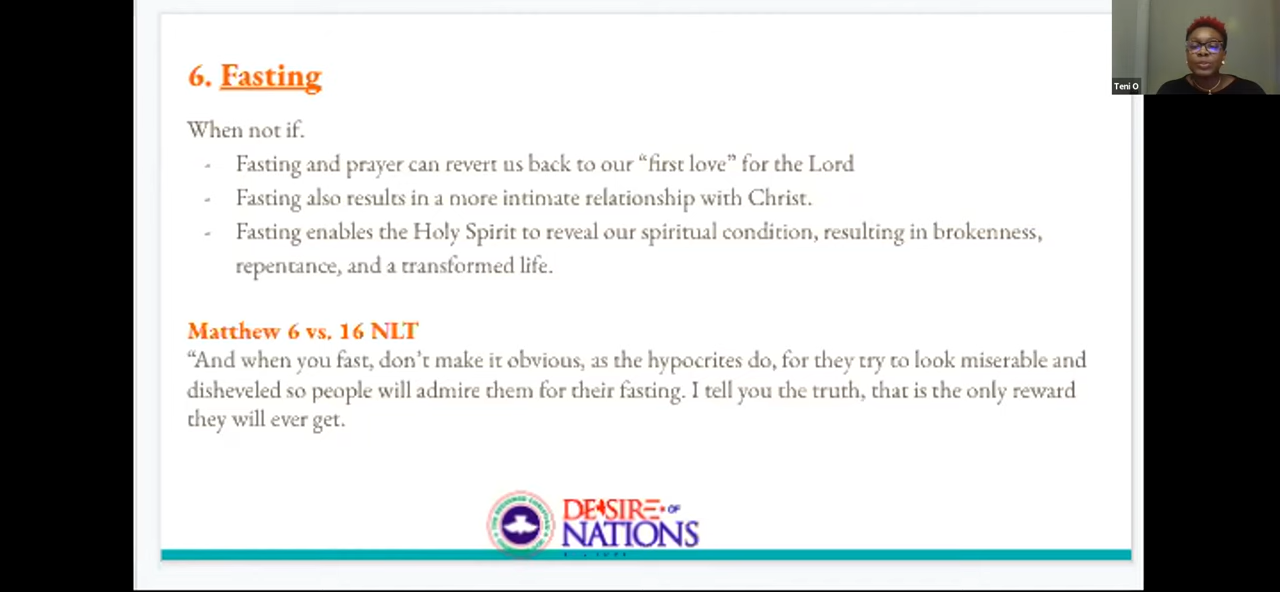 6. Fasting
When not if.
- Fasting and prayer can revert us back to our “first love” for the Lord
- Fasting also results in a more intimate relationship with Christ.
- Fasting enables the Holy Spirit to reveal our spiritual condition, resulting in brokenness,
repentance, and a transformed life.
Matthew 6 vs. 16 NLT
“And when you fast, don’t make it obvious, as the hypocrites do, for they try to look miserable and
disheveled so people will admire them for their fasting. I tell you the truth, that is the only reward
they will ever get.
DESIRE OF
NATIONS
Teni O